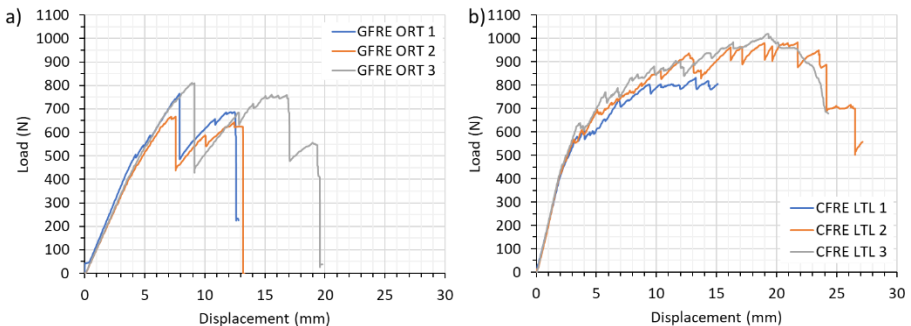 a)
1100
1000
900
800
700
600
500
400
300
200
100
0
Load (N)
0 5 10 15 20 25 30
Displacement (mm)
GFRE ORT 1
GFRE ORT 2
GFRE ORT 3
b)
1100
1000
900
800
700
600
500
400
300
200
100
0
Load (N)
0 5 10 15 20 25 30
Displacement (mm)
CFRE LTL 1
CFRE LTL 2
CFRE LTL 3